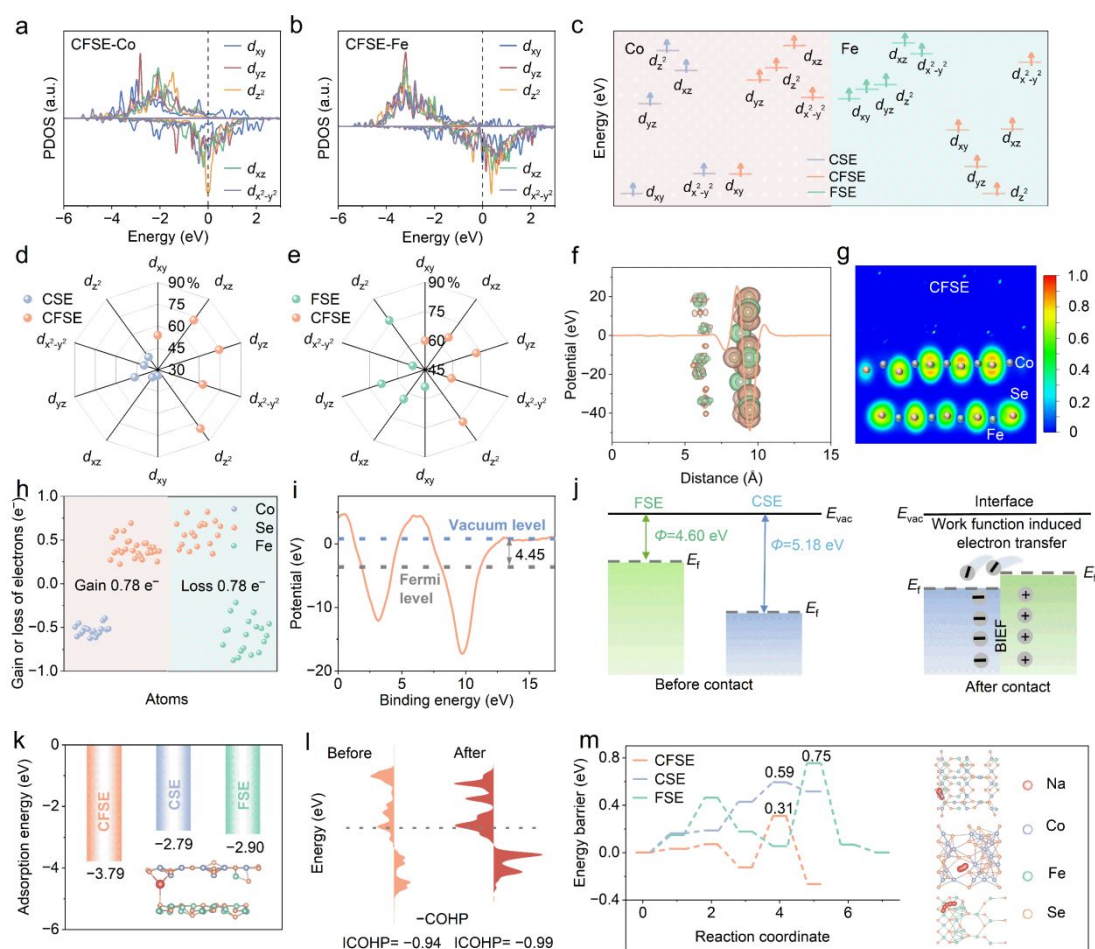 a
CFSE-Co
PDOS (a.u.)
dxy
dyz
dz²
dxz
dx²-y²
−6 −4 −2 0 2
Energy (eV)
b
CFSE-Fe
PDOS (a.u.)
dxy
dyz
dz²
dxz
dx²-y²
−6 −4 −2 0 2
Energy (eV)
c
Energy (eV)
Co
dz²
dxz
dyz
dxy
dx²-y²
dxy
dyz
dz²
dxz
dx²-y²
Fe
dxz
dx²-y²
dxy
dyz
dz²
dx²-y²
dxy
dxz
dyz
dz²
CSE
CFSE
FSE
d
CSE
CFSE
dxy
dxz
dyz
dx²-y²
dz²
dxy
dxz
dyz
dx²-y²
dz²
90 %
75
60
45
30
e
FSE
CFSE
dxy
dxz
dyz
dx²-y²
dz²
dxy
dxz
dyz
dx²-y²
dz²
90 %
75
60
45
f
Potential (eV)
20
0
−20
−40
0 5 10 15
Distance (Å)
g
CFSE
Co
Se
Fe
1.0
0.8
0.6
0.4
0.2
0
h
Gain or loss of electrons (e⁻)
1.0
0.5
0.0
−0.5
−1.0
Co
Se
Fe
Gain 0.78 e⁻
Loss 0.78 e⁻
Atoms
i
Potential (eV)
0
−10
−20
Vacuum level
4.45
Fermi
level
0 5 10 15
Binding energy (eV)
j
FSE
CSE
Evac
Φ=4.60 eV
Φ=5.18 eV
Ef
Ef
Before contact
Interface
Evac
Work function induced
electron transfer
Ef
Ef
BIEF
After contact
k
Adsorption energy (eV)
0
−2
−4
−6
CFSE
−3.79
CSE
−2.79
FSE
−2.90
l
Before
After
Energy (eV)
−COHP
ICOHP= −0.94
ICOHP= −0.99
m
Energy barrier (eV)
0.8
0.4
0.0
−0.4
CFSE
CSE
FSE
0.59
0.31
0.75
0 2 4 6
Reaction coordinate
Na
Co
Fe
Se